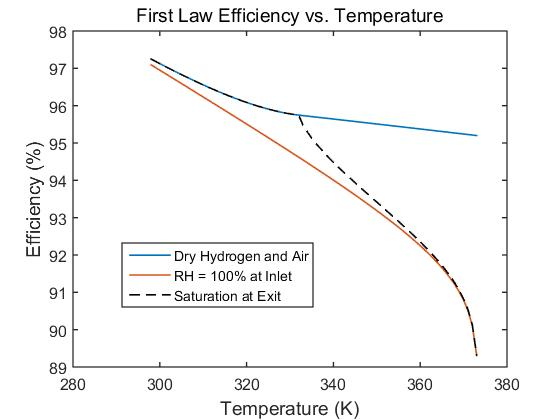 First Law Efficiency vs. Temperature
98
97
96
95
94
93
92
91
90
89
Efficiency (%)
Dry Hydrogen and Air
RH = 100% at Inlet
Saturation at Exit
280
300
320
340
360
380
Temperature (K)